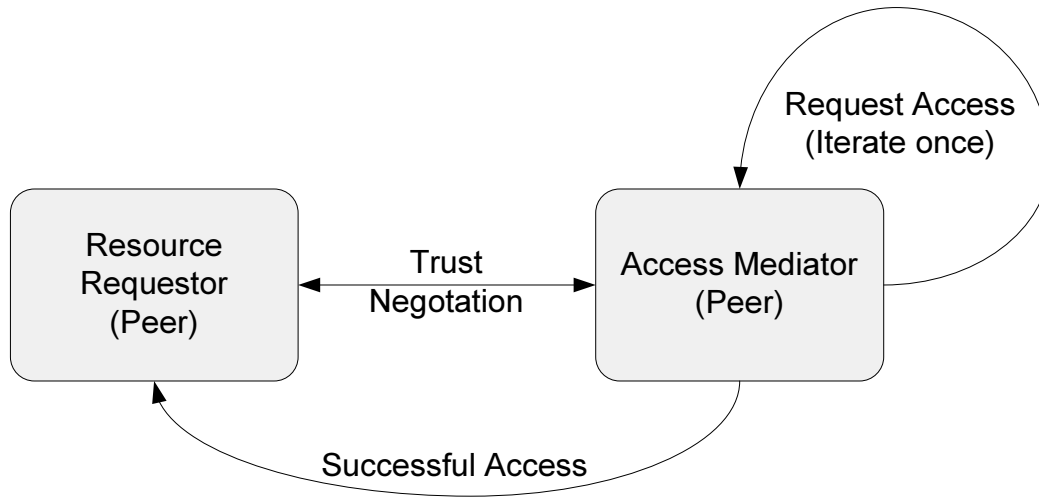 Request Access
(Iterate once)
Resource
Requestor
(Peer)
Trust
Negotation
Access Mediator
(Peer)
Successful Access